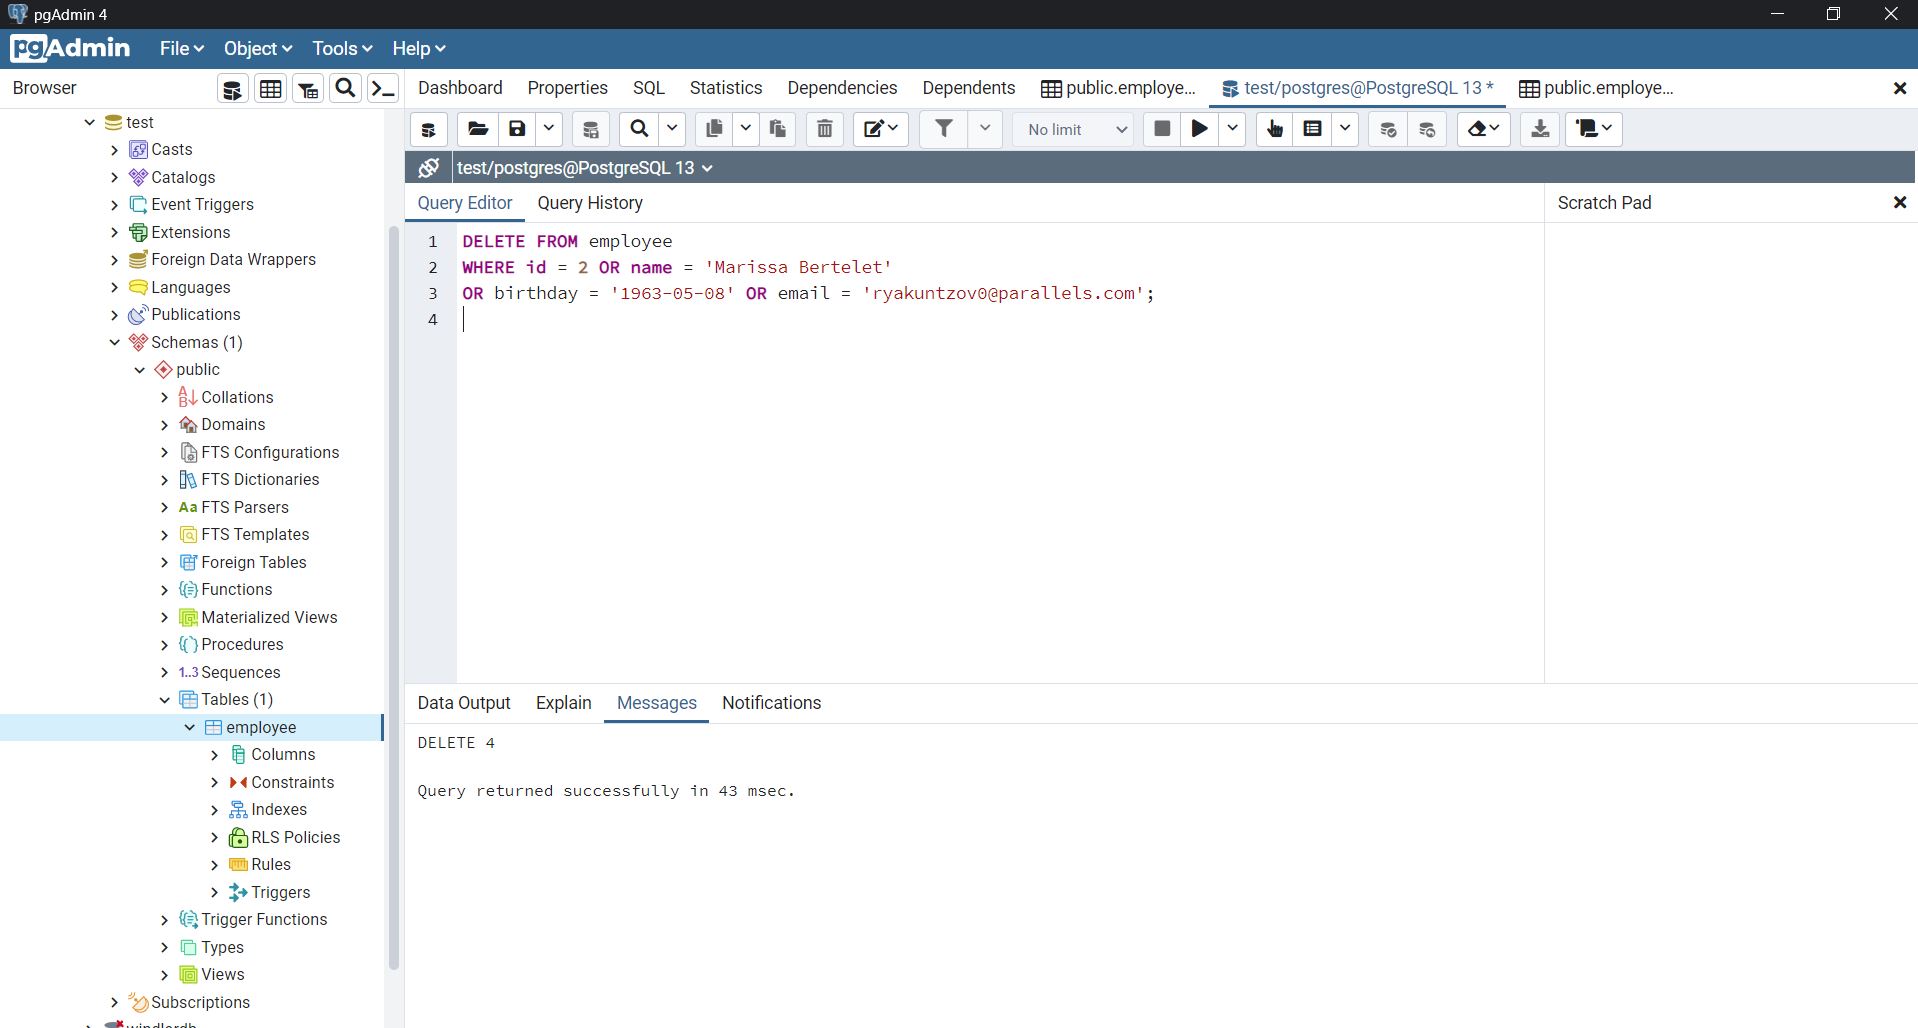 pgAdmin 4
pgAdmin File Object Tools Help
Browser
Dashboard Properties SQL Statistics Dependencies Dependents public.employe... test/postgres@PostgreSQL 13 * public.employe...
No limit
test/postgres@PostgreSQL 13
Query Editor Query History
Scratch Pad
1 DELETE FROM employee
2 WHERE id = 2 OR name = 'Marissa Bertelet'
3 OR birthday = '1963-05-08' OR email = 'ryakuntzov0@parallels.com';
4
test
Casts
Catalogs
Event Triggers
Extensions
Foreign Data Wrappers
Languages
Publications
Schemas (1)
public
Collations
Domains
FTS Configurations
FTS Dictionaries
Aa FTS Parsers
FTS Templates
Foreign Tables
Functions
Materialized Views
Procedures
1..3 Sequences
Tables (1)
employee
Columns
Constraints
Indexes
RLS Policies
Rules
Triggers
Trigger Functions
Types
Views
Subscriptions
Data Output Explain Messages Notifications
DELETE 4
Query returned successfully in 43 msec.